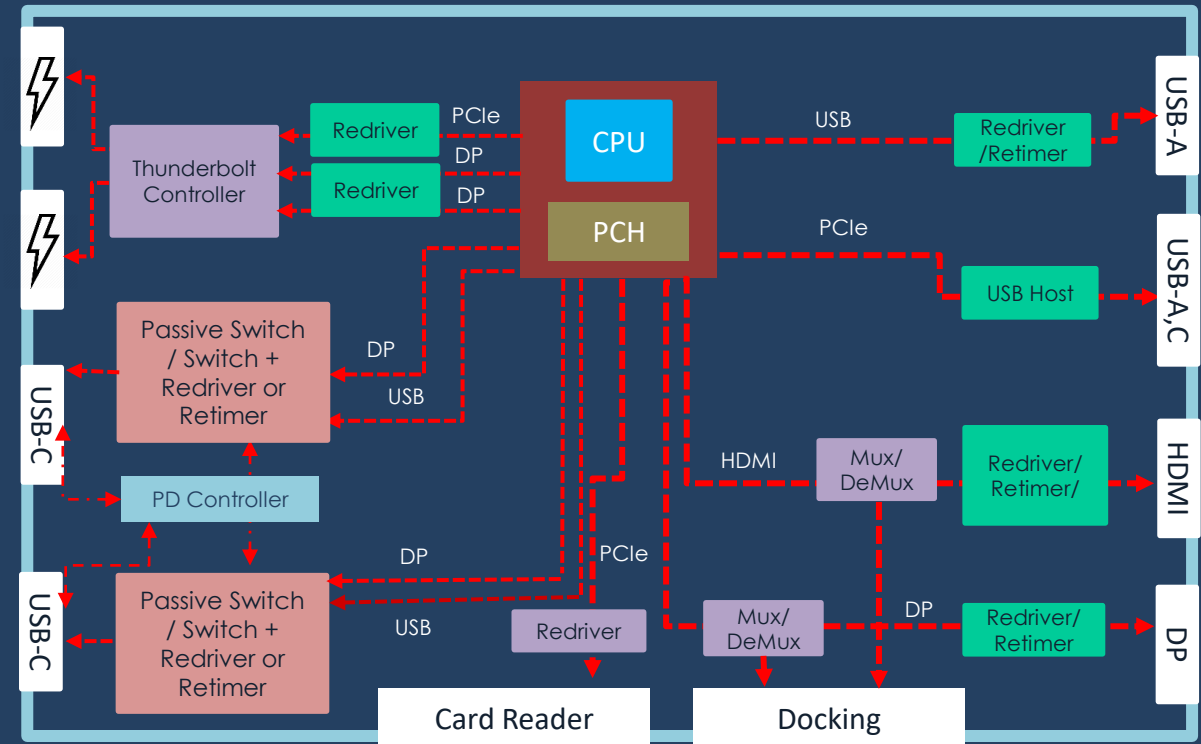 PCIe
Redriver
DP
Redriver
DP
Thunderbolt
Controller
CPU
PCH
USB
Redriver
/Retimer
USB-A
PCIe
USB Host
USB-A,C
Passive Switch
/ Switch +
Redriver or
Retimer
DP
USB
USB-C
PD Controller
HDMI
Mux/
DeMux
Redriver/
Retimer/
HDMI
USB-C
Passive Switch
/ Switch +
Redriver or
Retimer
DP
USB
PCIe
Redriver
Mux/
DeMux
DP
Redriver/
Retimer
DP
Card Reader
Docking